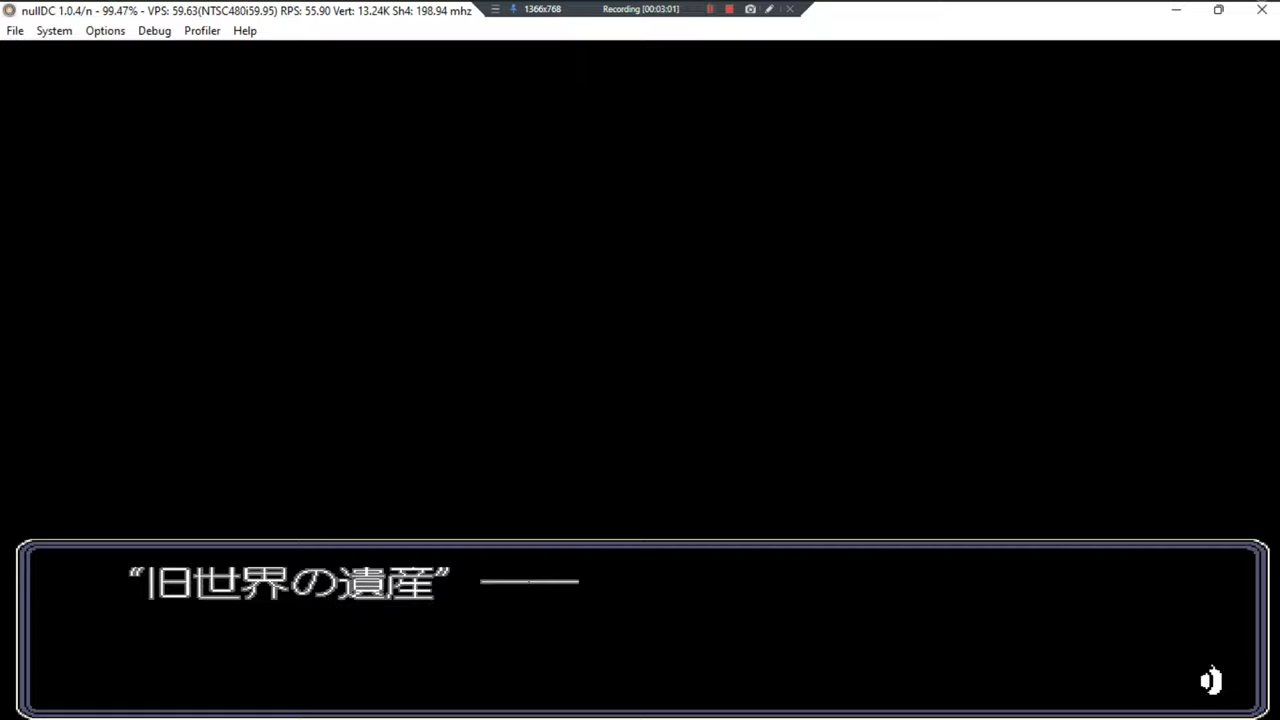 nullDC 1.0.4/n - 99.47% - VPS: 59.63(NTSC480i59.95) RPS: 55.90 Vert: 13.24K Sh4: 198.94 mhz
1366x768
Recording [00:03:01]
File System Options Debug Profiler Help
“旧世界の遺産” ――